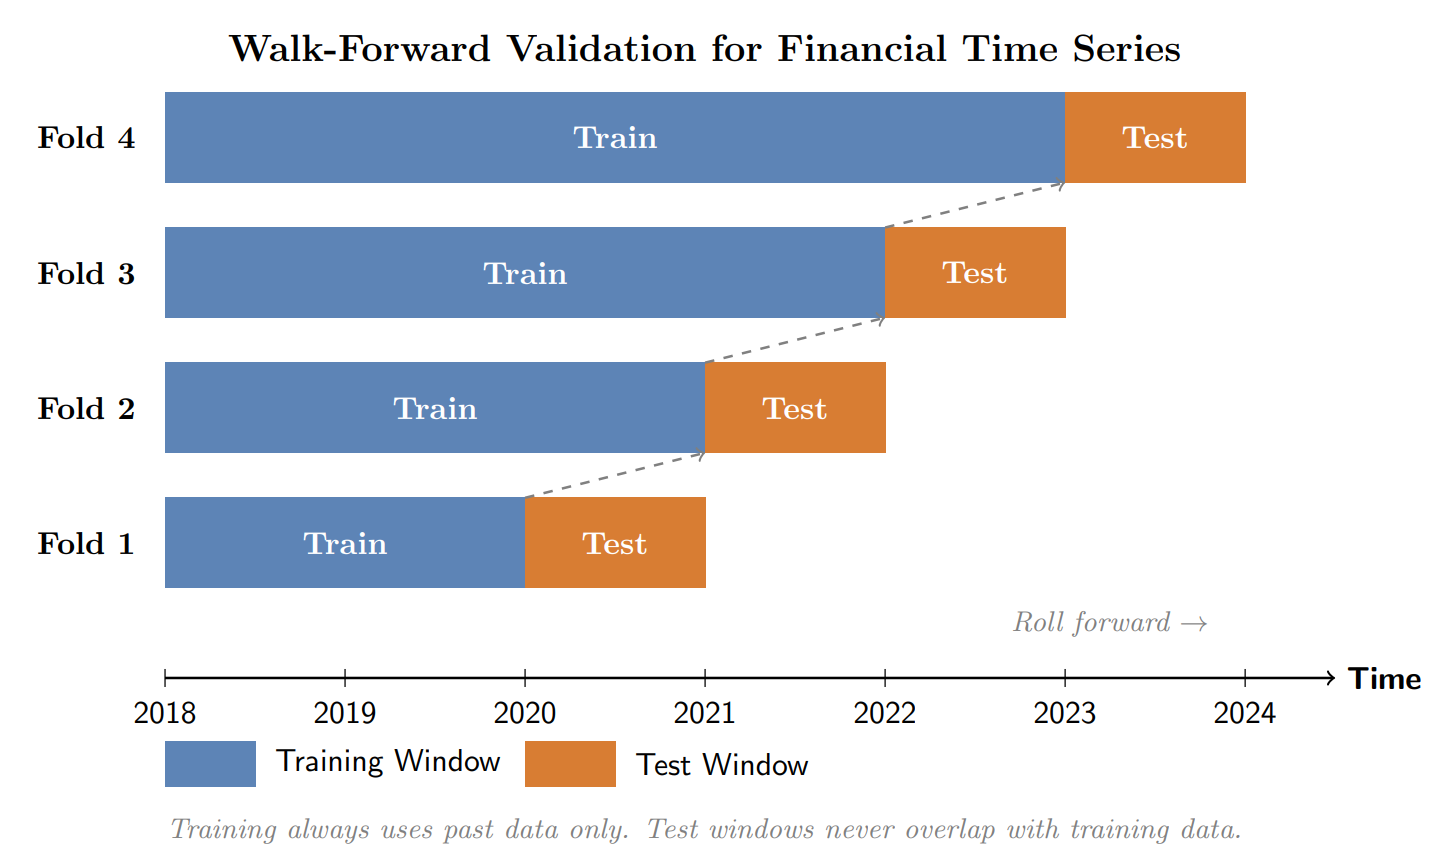 Walk-Forward Validation for Financial Time Series
Fold 4
Train
Test
Fold 3
Train
Test
Fold 2
Train
Test
Fold 1
Train
Test
Roll forward →
Time
2018 2019 2020 2021 2022 2023 2024
Training Window
Test Window
Training always uses past data only. Test windows never overlap with training data.